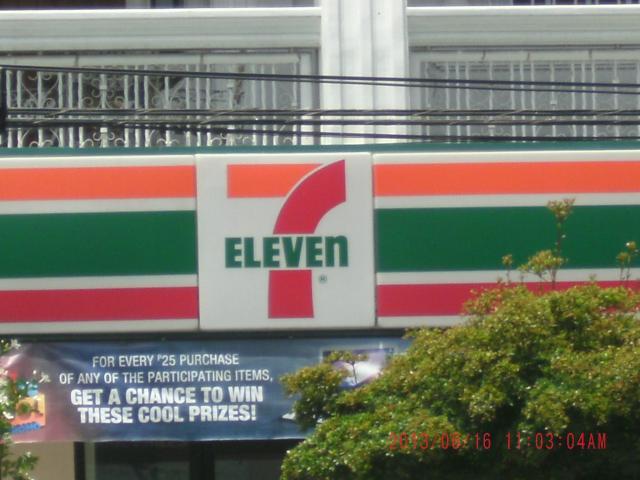 7
ELEVEn
®
FOR EVERY ₱25 PURCHASE
OF ANY OF THE PARTICIPATING ITEMS,
GET A CHANCE TO WIN
THESE COOL PRIZES!
2013/06/16 11:03:04AM